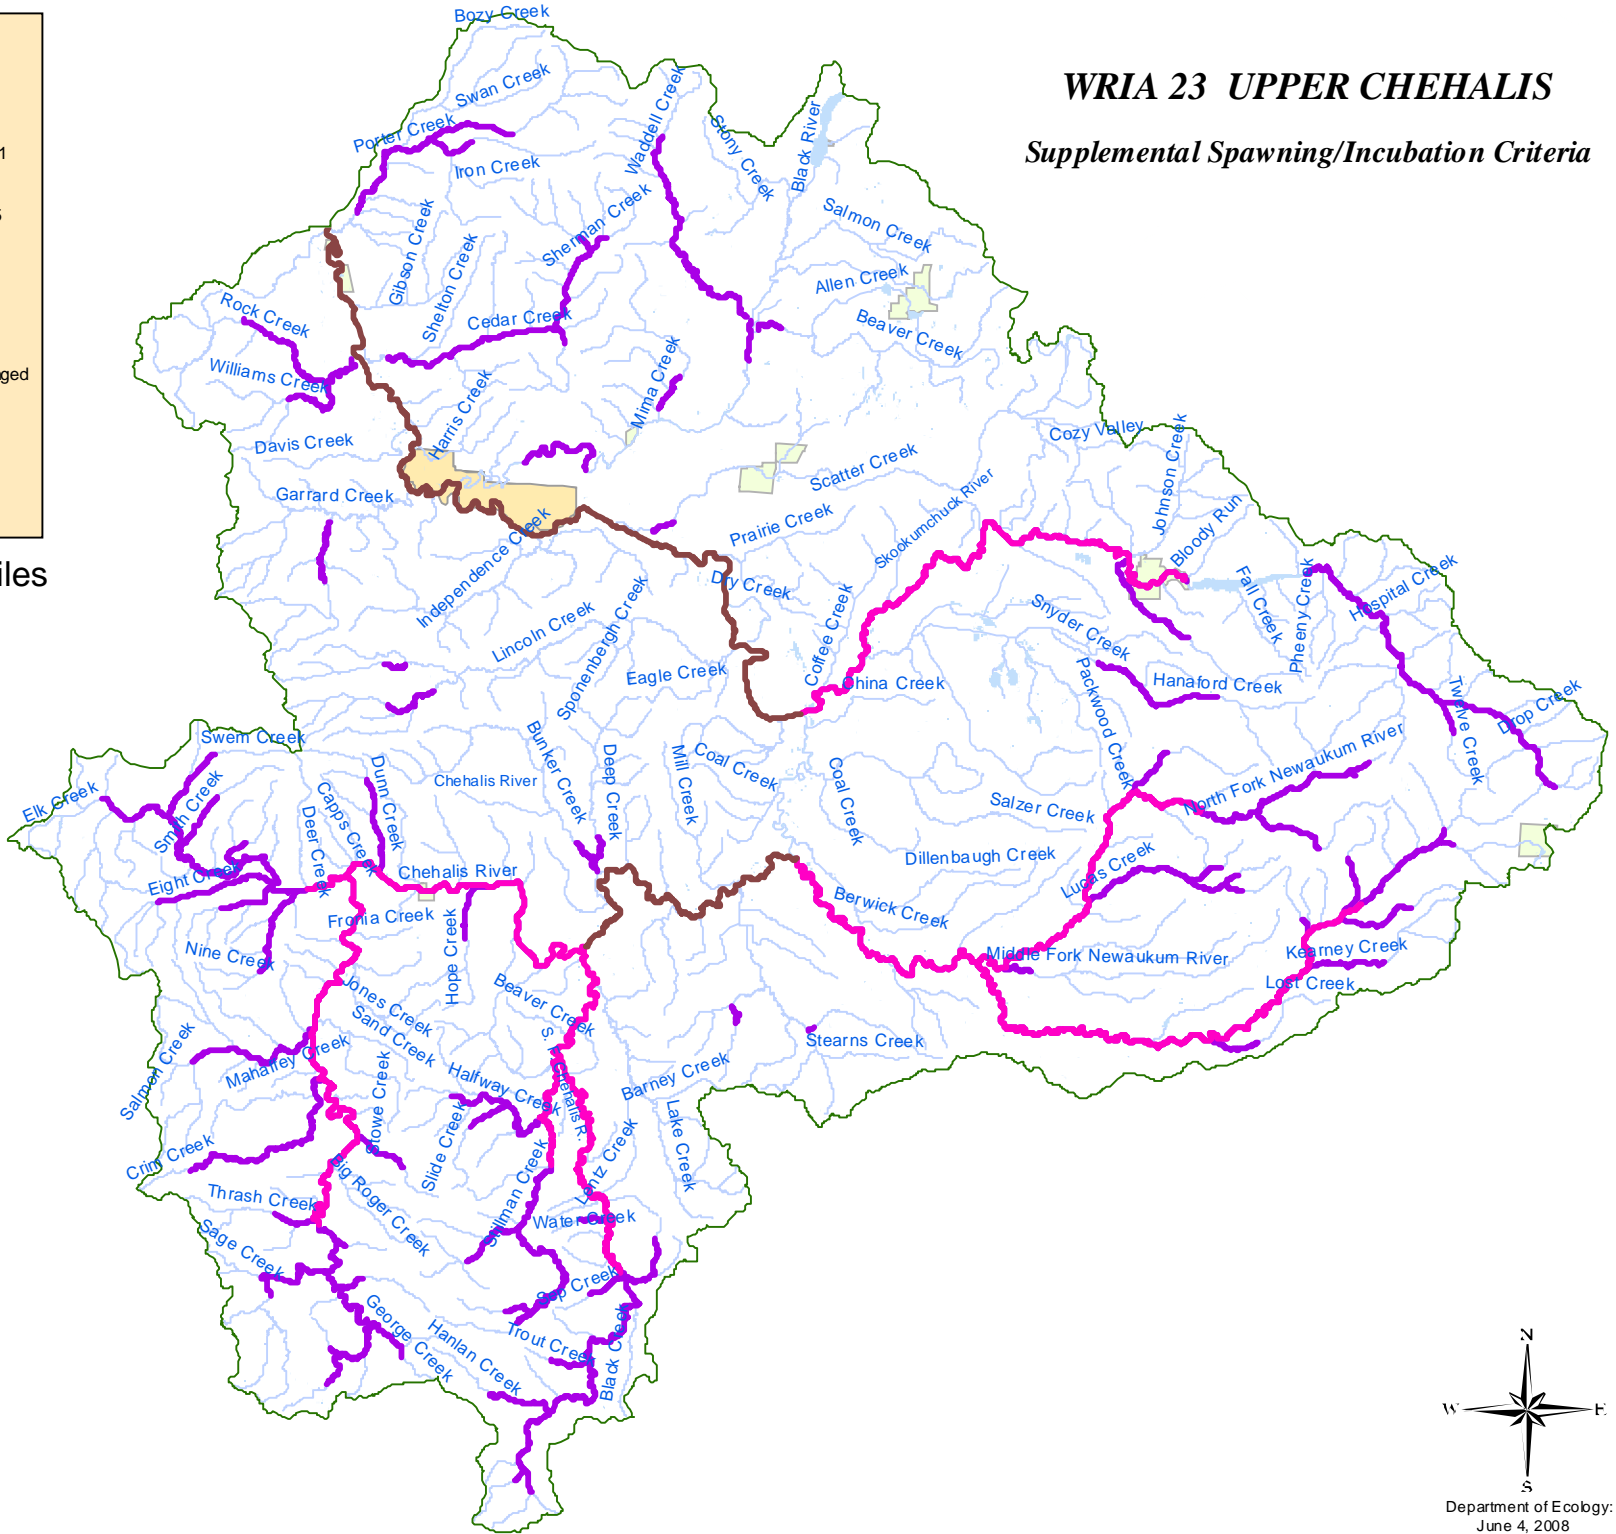 WRIA 23 UPPER CHEHALIS
Supplemental Spawning/Incubation Criteria
1
ged
iles
Bozy Creek
Swan Creek
Porter Creek
Iron Creek
Waddell Creek
Stony Creek
Black River
Salmon Creek
Allen Creek
Beaver Creek
Sherman Creek
Gibson Creek
Shelton Creek
Cedar Creek
Rock Creek
Williams Creek
Mima Creek
Harris Creek
Davis Creek
Garrard Creek
Independence Creek
Scatter Creek
Prairie Creek
Skookumchuck River
Cozy Valley
Johnson Creek
Bloody Run
Fall Creek
Pheeny Creek
Hospital Creek
Twelve Creek
Drop Creek
Snyder Creek
Hanaford Creek
Packwood Creek
Dry Creek
Coffee Creek
China Creek
Lincoln Creek
Sponenbergh Creek
Eagle Creek
Swem Creek
Elk Creek
Smith Creek
Eight Creek
Capps Creek
Deer Creek
Dunn Creek
Chehalis River
Bunker Creek
Deep Creek
Mill Creek
Coal Creek
Coal Creek
Salzer Creek
North Fork Newaukum River
Dillenbaugh Creek
Lucas Creek
Berwick Creek
Middle Fork Newaukum River
Kearney Creek
Lost Creek
Chehalis River
Fronia Creek
Hope Creek
Nine Creek
Jones Creek
Sand Creek
Beaver Creek
S. F. Chehalis R.
Stearns Creek
Barney Creek
Lake Creek
Salmon Creek
Mahaffey Creek
Stowe Creek
Halfway Creek
Slide Creek
Crim Creek
Big Roger Creek
Stillman Creek
Lentz Creek
Thrash Creek
Water Creek
Sage Creek
George Creek
Hanlan Creek
Trout Creek
Black Creek
N
W
E
S
Department of Ecology:
June 4, 2008